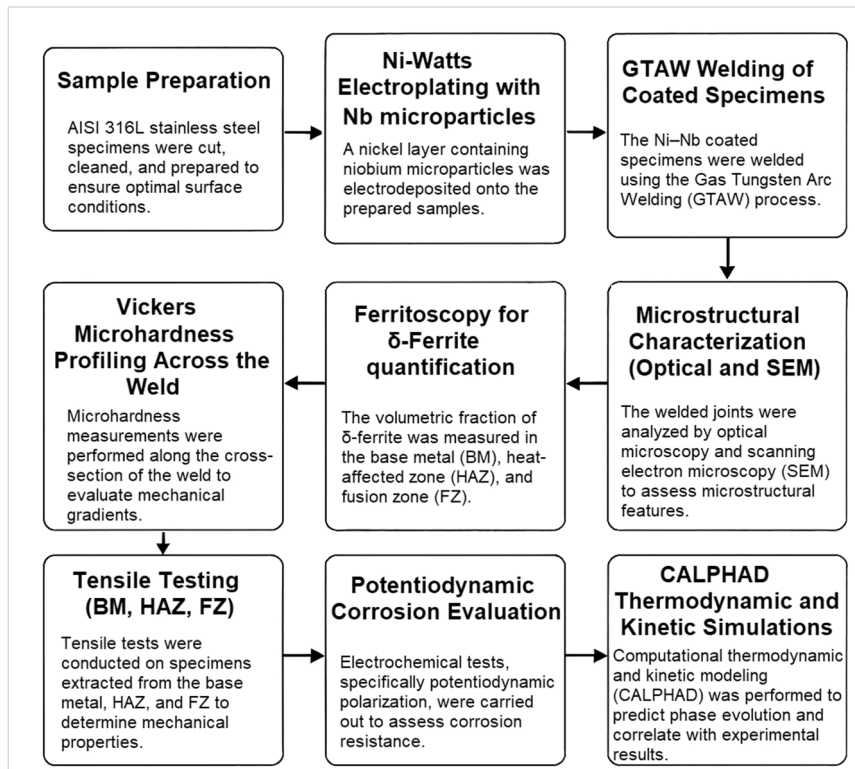 Sample Preparation
AISI 316L stainless steel
specimens were cut,
cleaned, and prepared to
ensure optimal surface
conditions.
Ni-Watts
Electroplating with
Nb microparticles
A nickel layer containing
niobium microparticles was
electrodeposited onto the
prepared samples.
GTAW Welding of
Coated Specimens
The Ni–Nb coated
specimens were welded
using the Gas Tungsten Arc
Welding (GTAW) process.
Microstructural
Characterization
(Optical and SEM)
The welded joints were
analyzed by optical
microscopy and scanning
electron microscopy (SEM)
to assess microstructural
features.
Ferritoscopy for
δ-Ferrite
quantification
The volumetric fraction of
δ-ferrite was measured in
the base metal (BM), heat-
affected zone (HAZ), and
fusion zone (FZ).
Vickers
Microhardness
Profiling Across the
Weld
Microhardness
measurements were
performed along the cross-
section of the weld to
evaluate mechanical
gradients.
Tensile Testing
(BM, HAZ, FZ)
Tensile tests were
conducted on specimens
extracted from the base
metal, HAZ, and FZ to
determine mechanical
properties.
Potentiodynamic
Corrosion Evaluation
Electrochemical tests,
specifically potentiodynamic
polarization, were carried
out to assess corrosion
resistance.
CALPHAD
Thermodynamic and
Kinetic Simulations
Computational thermodynamic
and kinetic modeling
(CALPHAD) was performed to
predict phase evolution and
correlate with experimental
results.